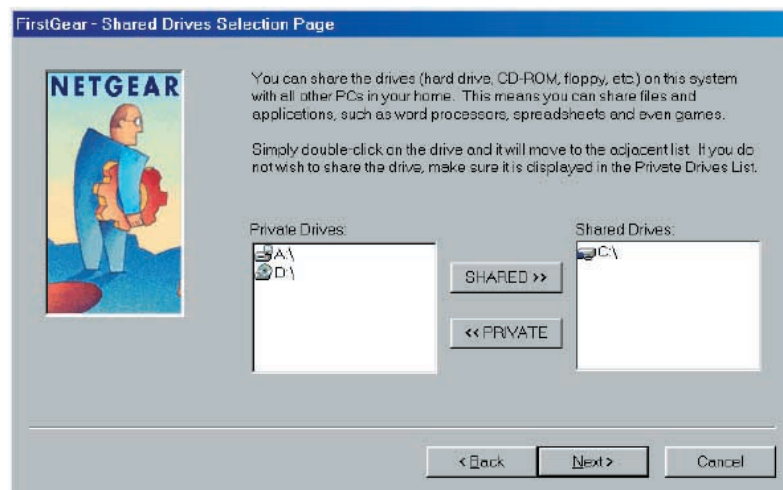 FirstGear - Shared Drives Selection Page
NETGEAR
You can share the drives (hard drive, CD-ROM, floppy, etc.) on this system
with all other PCs in your home. This means you can share files and
applications, such as word processors, spreadsheets and even games.
Simply double-click on the drive and it will move to the adjacent list. If you do
not wish to share the drive, make sure it is displayed in the Private Drives List.
Private Drives:
A:\
D:\
SHARED >>
<< PRIVATE
Shared Drives:
C:\
< Back
Next >
Cancel